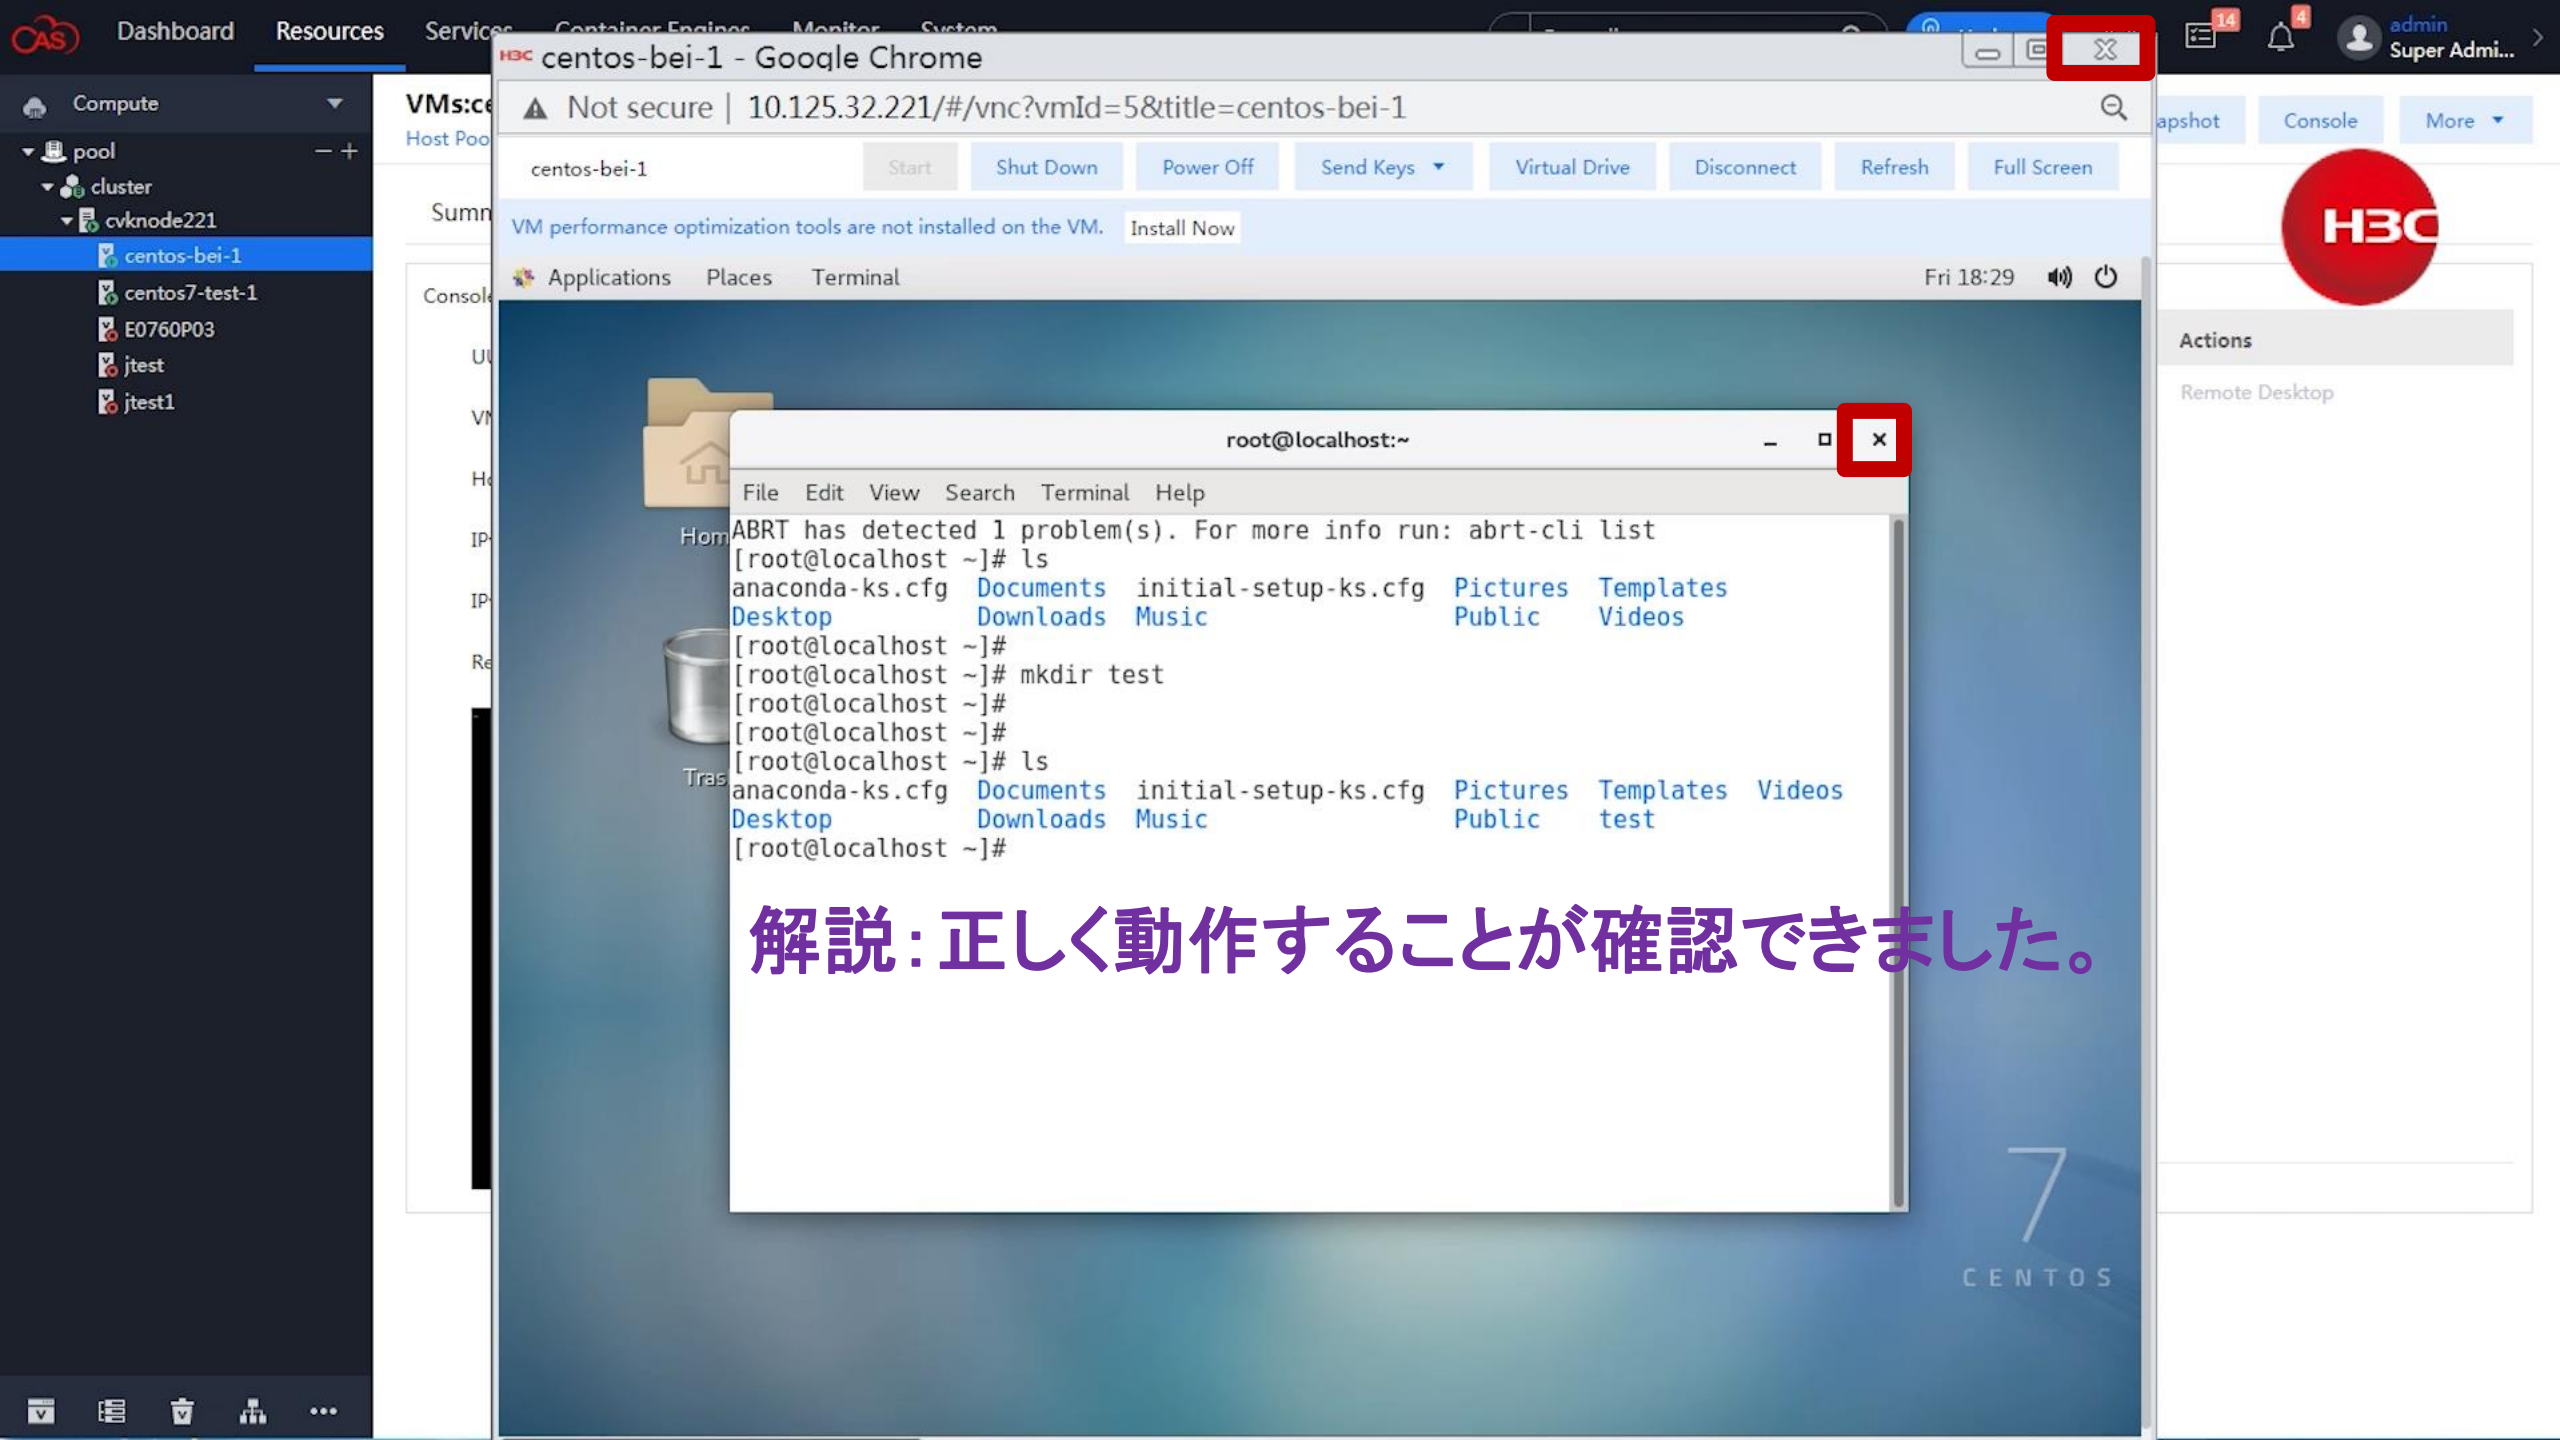 CAS
Dashboard Resources Services Container Engines Monitor System
14
4
admin
Super Admi...
Compute
pool
cluster
cvknode221
centos-bei-1
centos7-test-1
E0760P03
jtest
jtest1
VMs:ce
Host Poo
Summ
Console
H3C centos-bei-1 - Google Chrome
Not secure | 10.125.32.221/#/vnc?vmId=5&title=centos-bei-1
centos-bei-1 Start Shut Down Power Off Send Keys Virtual Drive Disconnect Refresh Full Screen
VM performance optimization tools are not installed on the VM. Install Now
Applications Places Terminal Fri 18:29
apshot Console More
H3C
Actions
Remote Desktop
Hom
Tras
root@localhost:~
File Edit View Search Terminal Help
ABRT has detected 1 problem(s). For more info run: abrt-cli list
[root@localhost ~]# ls
anaconda-ks.cfg Documents initial-setup-ks.cfg Pictures Templates
Desktop Downloads Music Public Videos
[root@localhost ~]#
[root@localhost ~]# mkdir test
[root@localhost ~]#
[root@localhost ~]#
[root@localhost ~]# ls
anaconda-ks.cfg Documents initial-setup-ks.cfg Pictures Templates Videos
Desktop Downloads Music Public test
[root@localhost ~]#
解説：正しく動作することが確認できました。
7
CENTOS